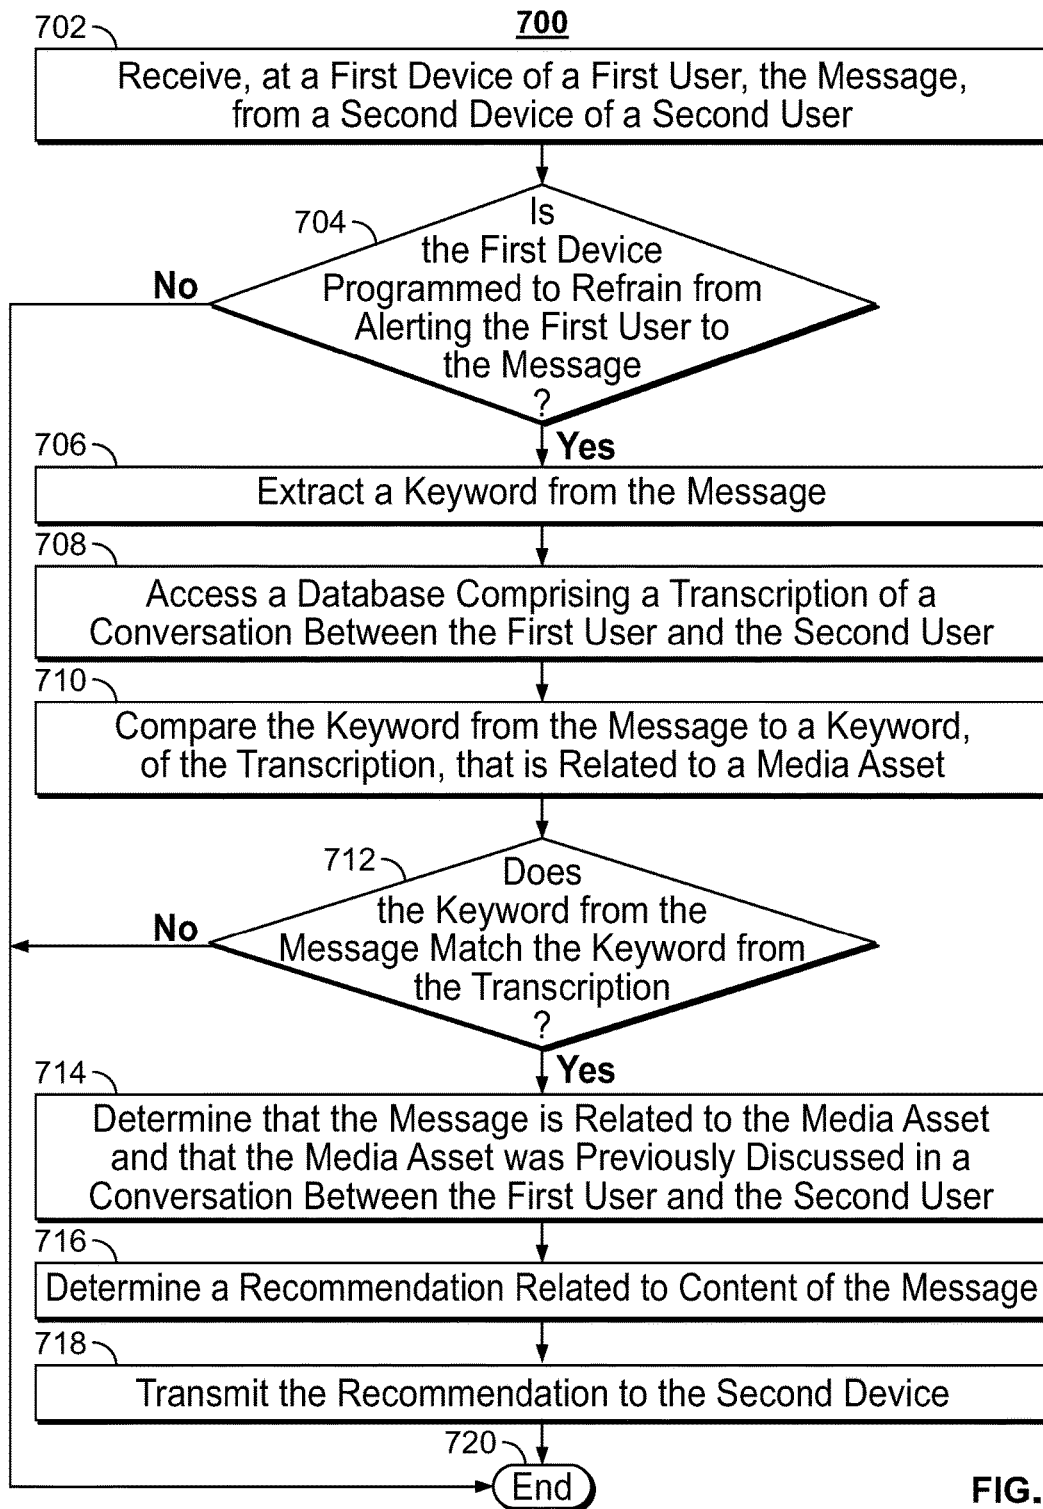 700
702
Receive, at a First Device of a First User, the Message,
from a Second Device of a Second User
704
Is
the First Device
Programmed to Refrain from
Alerting the First User to
the Message
?
No
Yes
706
Extract a Keyword from the Message
708
Access a Database Comprising a Transcription of a
Conversation Between the First User and the Second User
710
Compare the Keyword from the Message to a Keyword,
of the Transcription, that is Related to a Media Asset
712
Does
the Keyword from the
Message Match the Keyword from
the Transcription
?
No
Yes
714
Determine that the Message is Related to the Media Asset
and that the Media Asset was Previously Discussed in a
Conversation Between the First User and the Second User
716
Determine a Recommendation Related to Content of the Message
718
Transmit the Recommendation to the Second Device
720
End
FIG.